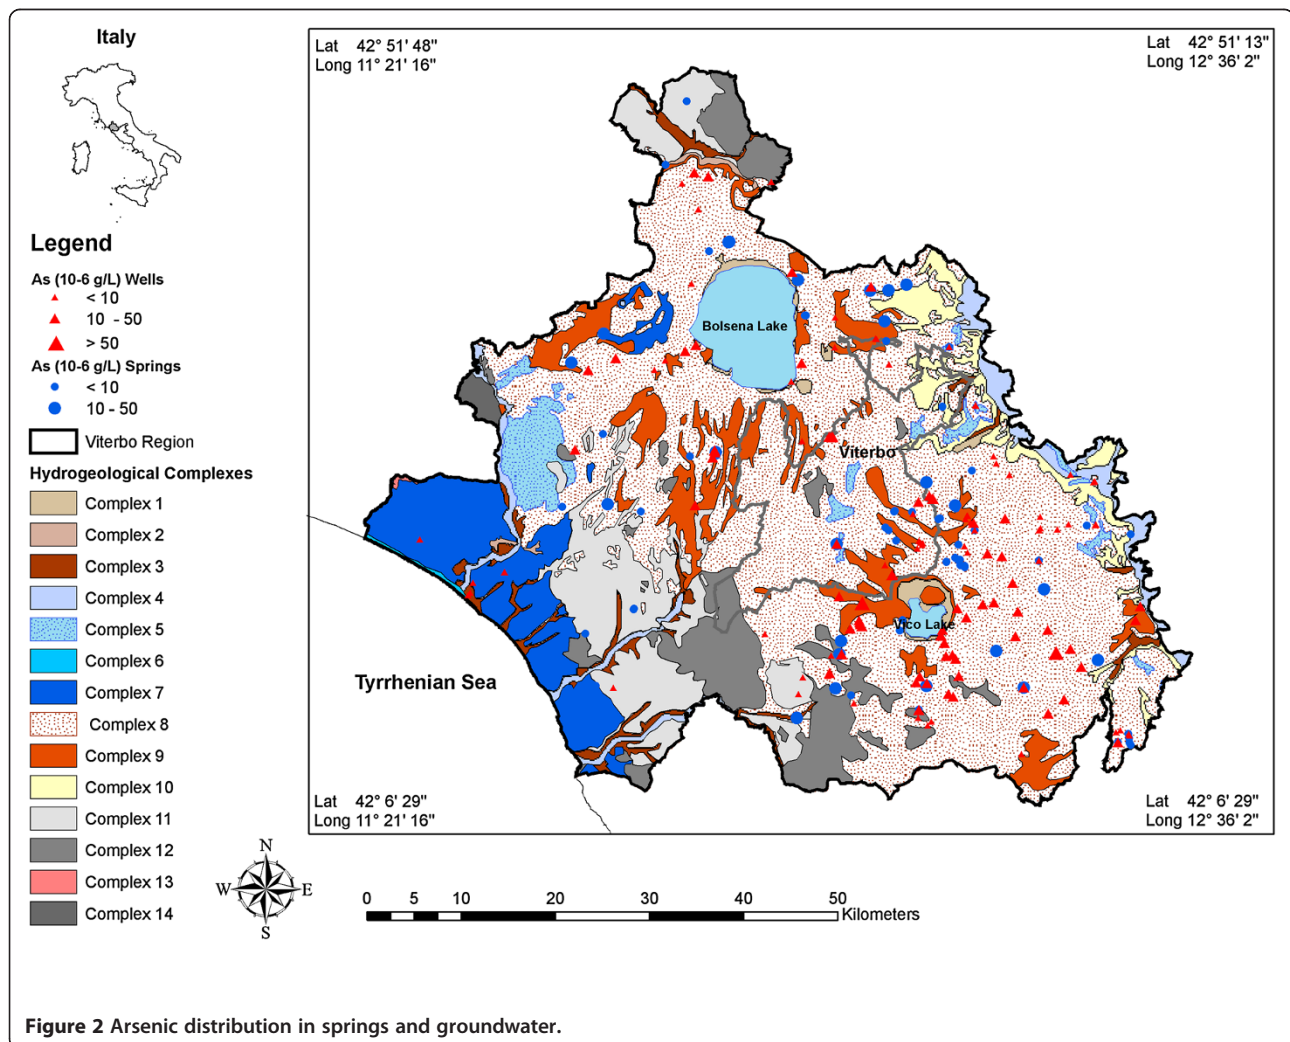 Italy
Lat 42° 51' 48"
Long 11° 21' 16"
Lat 42° 51' 13"
Long 12° 36' 2"
Legend
As (10-6 g/L) Wells
< 10
10 - 50
> 50
As (10-6 g/L) Springs
< 10
10 - 50
Viterbo Region
Hydrogeological Complexes
Complex 1
Complex 2
Complex 3
Complex 4
Complex 5
Complex 6
Complex 7
Complex 8
Complex 9
Complex 10
Complex 11
Complex 12
Complex 13
Complex 14
Bolsena Lake
Viterbo
Vico Lake
Tyrrhenian Sea
Lat 42° 6' 29"
Long 11° 21' 16"
Lat 42° 6' 29"
Long 12° 36' 2"
N
W E
S
0 5 10 20 30 40 50
Kilometers
Figure 2 Arsenic distribution in springs and groundwater.